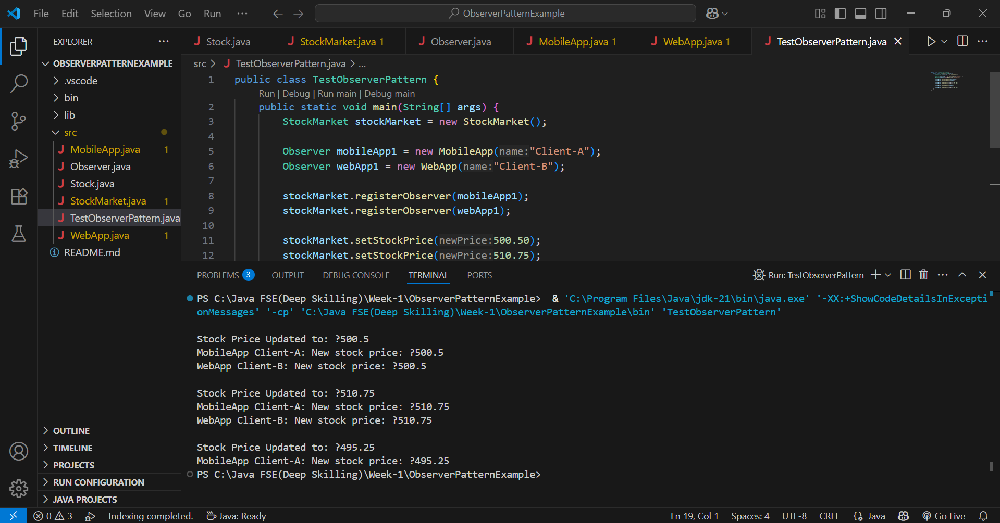 File Edit Selection View Go Run ··· ObserverPatternExample
EXPLORER ···
OBSERVERPATTERNEXAMPLE
.vscode
bin
lib
src
MobileApp.java 1
Observer.java
Stock.java
StockMarket.java 1
TestObserverPattern.java
WebApp.java 1
README.md
OUTLINE
TIMELINE
PROJECTS
RUN CONFIGURATION
JAVA PROJECTS
Stock.java StockMarket.java 1 Observer.java MobileApp.java 1 WebApp.java 1 TestObserverPattern.java
src > TestObserverPattern.java > ...
1 public class TestObserverPattern {
Run | Debug | Run main | Debug main
2 public static void main(String[] args) {
3 StockMarket stockMarket = new StockMarket();
4
5 Observer mobileApp1 = new MobileApp(name:"Client-A");
6 Observer webApp1 = new WebApp(name:"Client-B");
7
8 stockMarket.registerObserver(mobileApp1);
9 stockMarket.registerObserver(webApp1);
10
11 stockMarket.setStockPrice(newPrice:500.50);
12 stockMarket.setStockPrice(newPrice:510.75);
PROBLEMS 3 OUTPUT DEBUG CONSOLE TERMINAL PORTS Run: TestObserverPattern
PS C:\Java FSE(Deep Skilling)\Week-1\ObserverPatternExample> & 'C:\Program Files\Java\jdk-21\bin\java.exe' '-XX:+ShowCodeDetailsInExcepti
onMessages' '-cp' 'C:\Java FSE(Deep Skilling)\Week-1\ObserverPatternExample\bin' 'TestObserverPattern'
Stock Price Updated to: ?500.5
MobileApp Client-A: New stock price: ?500.5
WebApp Client-B: New stock price: ?500.5
Stock Price Updated to: ?510.75
MobileApp Client-A: New stock price: ?510.75
WebApp Client-B: New stock price: ?510.75
Stock Price Updated to: ?495.25
MobileApp Client-A: New stock price: ?495.25
PS C:\Java FSE(Deep Skilling)\Week-1\ObserverPatternExample>
0 3 Indexing completed. Java: Ready Ln 19, Col 1 Spaces: 4 UTF-8 CRLF Java Go Live